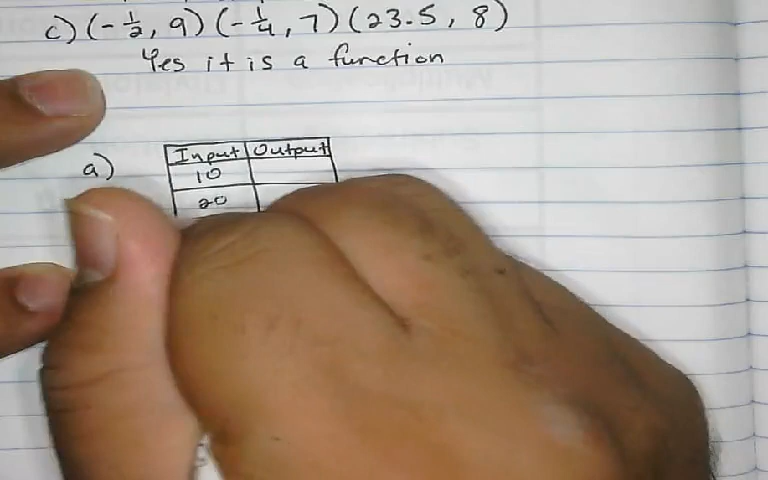 c) (-1/2, 9) (-1/4, 7) (23.5, 8)
Yes it is a function
a)
Input Output
10
20